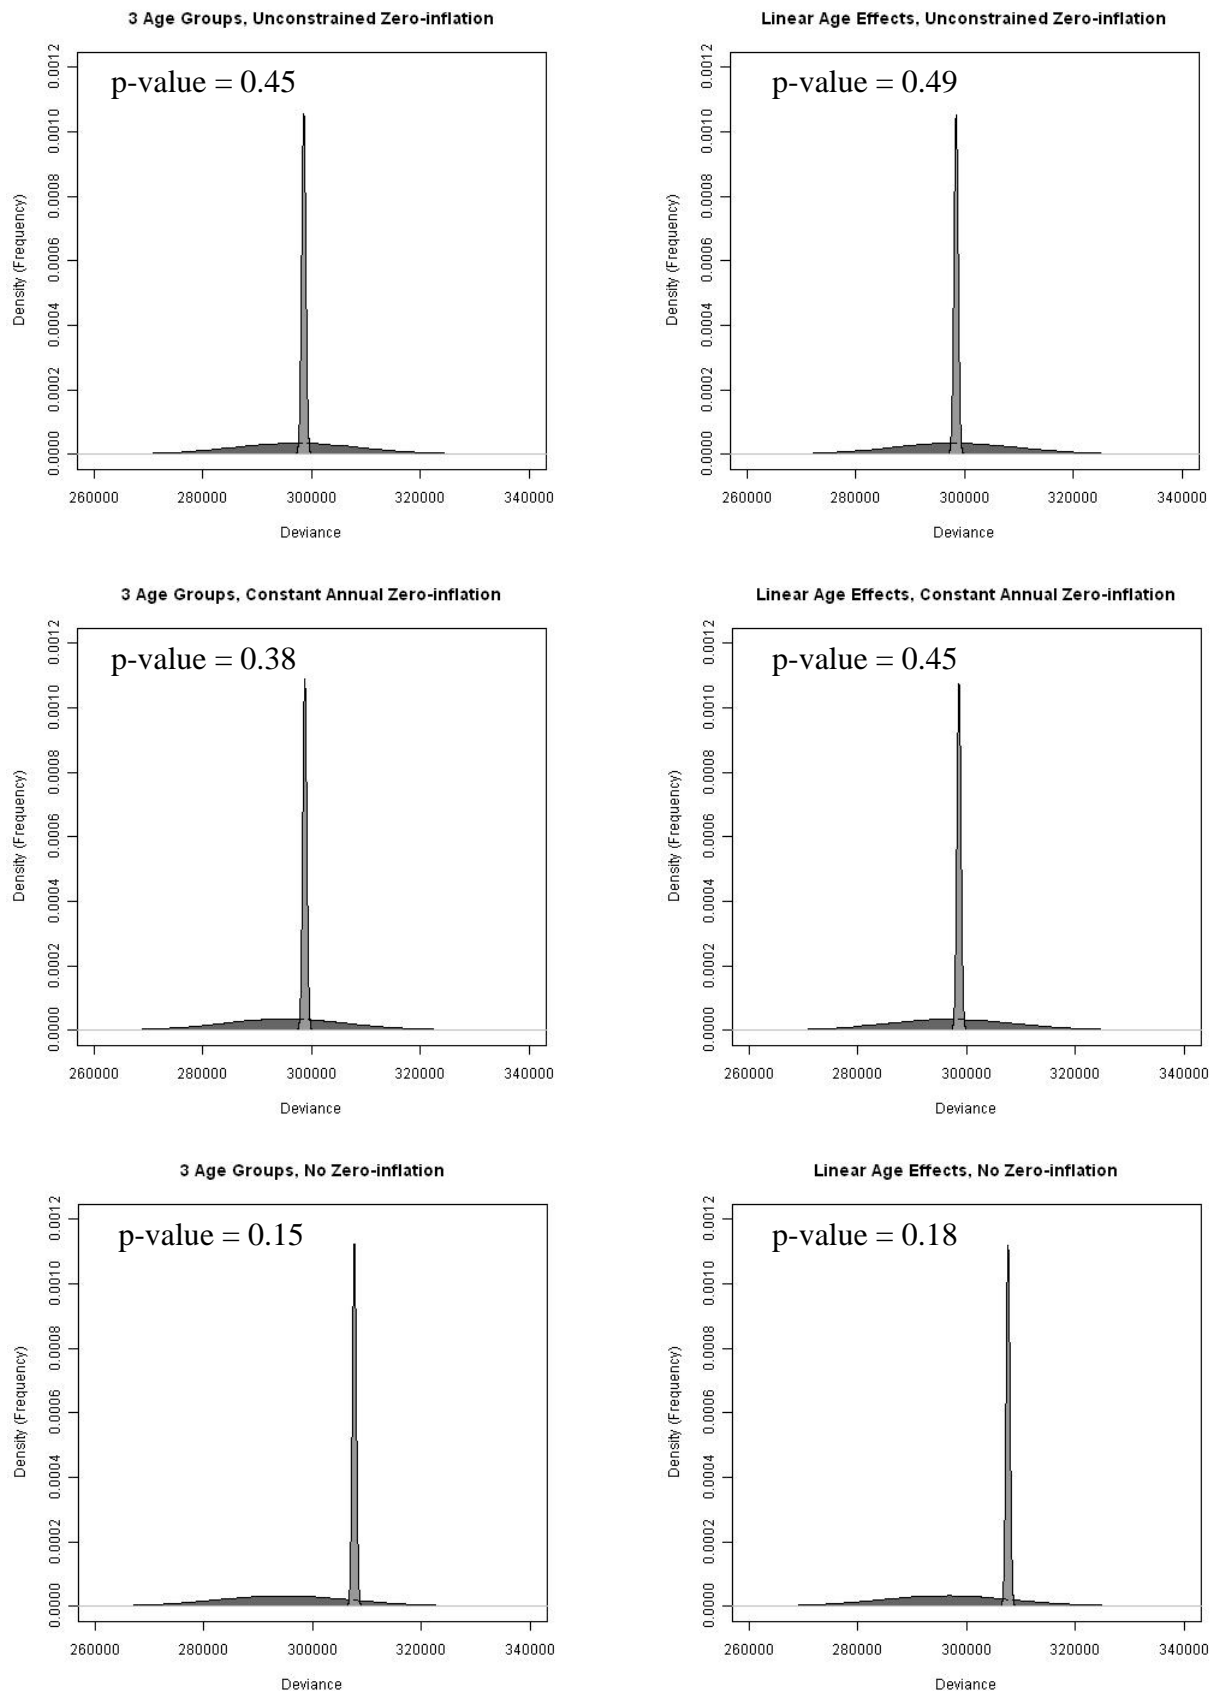 3 Age Groups, Unconstrained Zero-inflation
p-value = 0.45
Density (Frequency)
0.0012
0.0010
0.0008
0.0006
0.0004
0.0002
0.0000
260000 280000 300000 320000 340000
Deviance
Linear Age Effects, Unconstrained Zero-inflation
p-value = 0.49
Density (Frequency)
0.0012
0.0010
0.0008
0.0006
0.0004
0.0002
0.0000
260000 280000 300000 320000 340000
Deviance
3 Age Groups, Constant Annual Zero-inflation
p-value = 0.38
Density (Frequency)
0.0012
0.0010
0.0008
0.0006
0.0004
0.0002
0.0000
260000 280000 300000 320000 340000
Deviance
Linear Age Effects, Constant Annual Zero-inflation
p-value = 0.45
Density (Frequency)
0.0012
0.0010
0.0008
0.0006
0.0004
0.0002
0.0000
260000 280000 300000 320000 340000
Deviance
3 Age Groups, No Zero-inflation
p-value = 0.15
Density (Frequency)
0.0012
0.0010
0.0008
0.0006
0.0004
0.0002
0.0000
260000 280000 300000 320000 340000
Deviance
Linear Age Effects, No Zero-inflation
p-value = 0.18
Density (Frequency)
0.0012
0.0010
0.0008
0.0006
0.0004
0.0002
0.0000
260000 280000 300000 320000 340000
Deviance